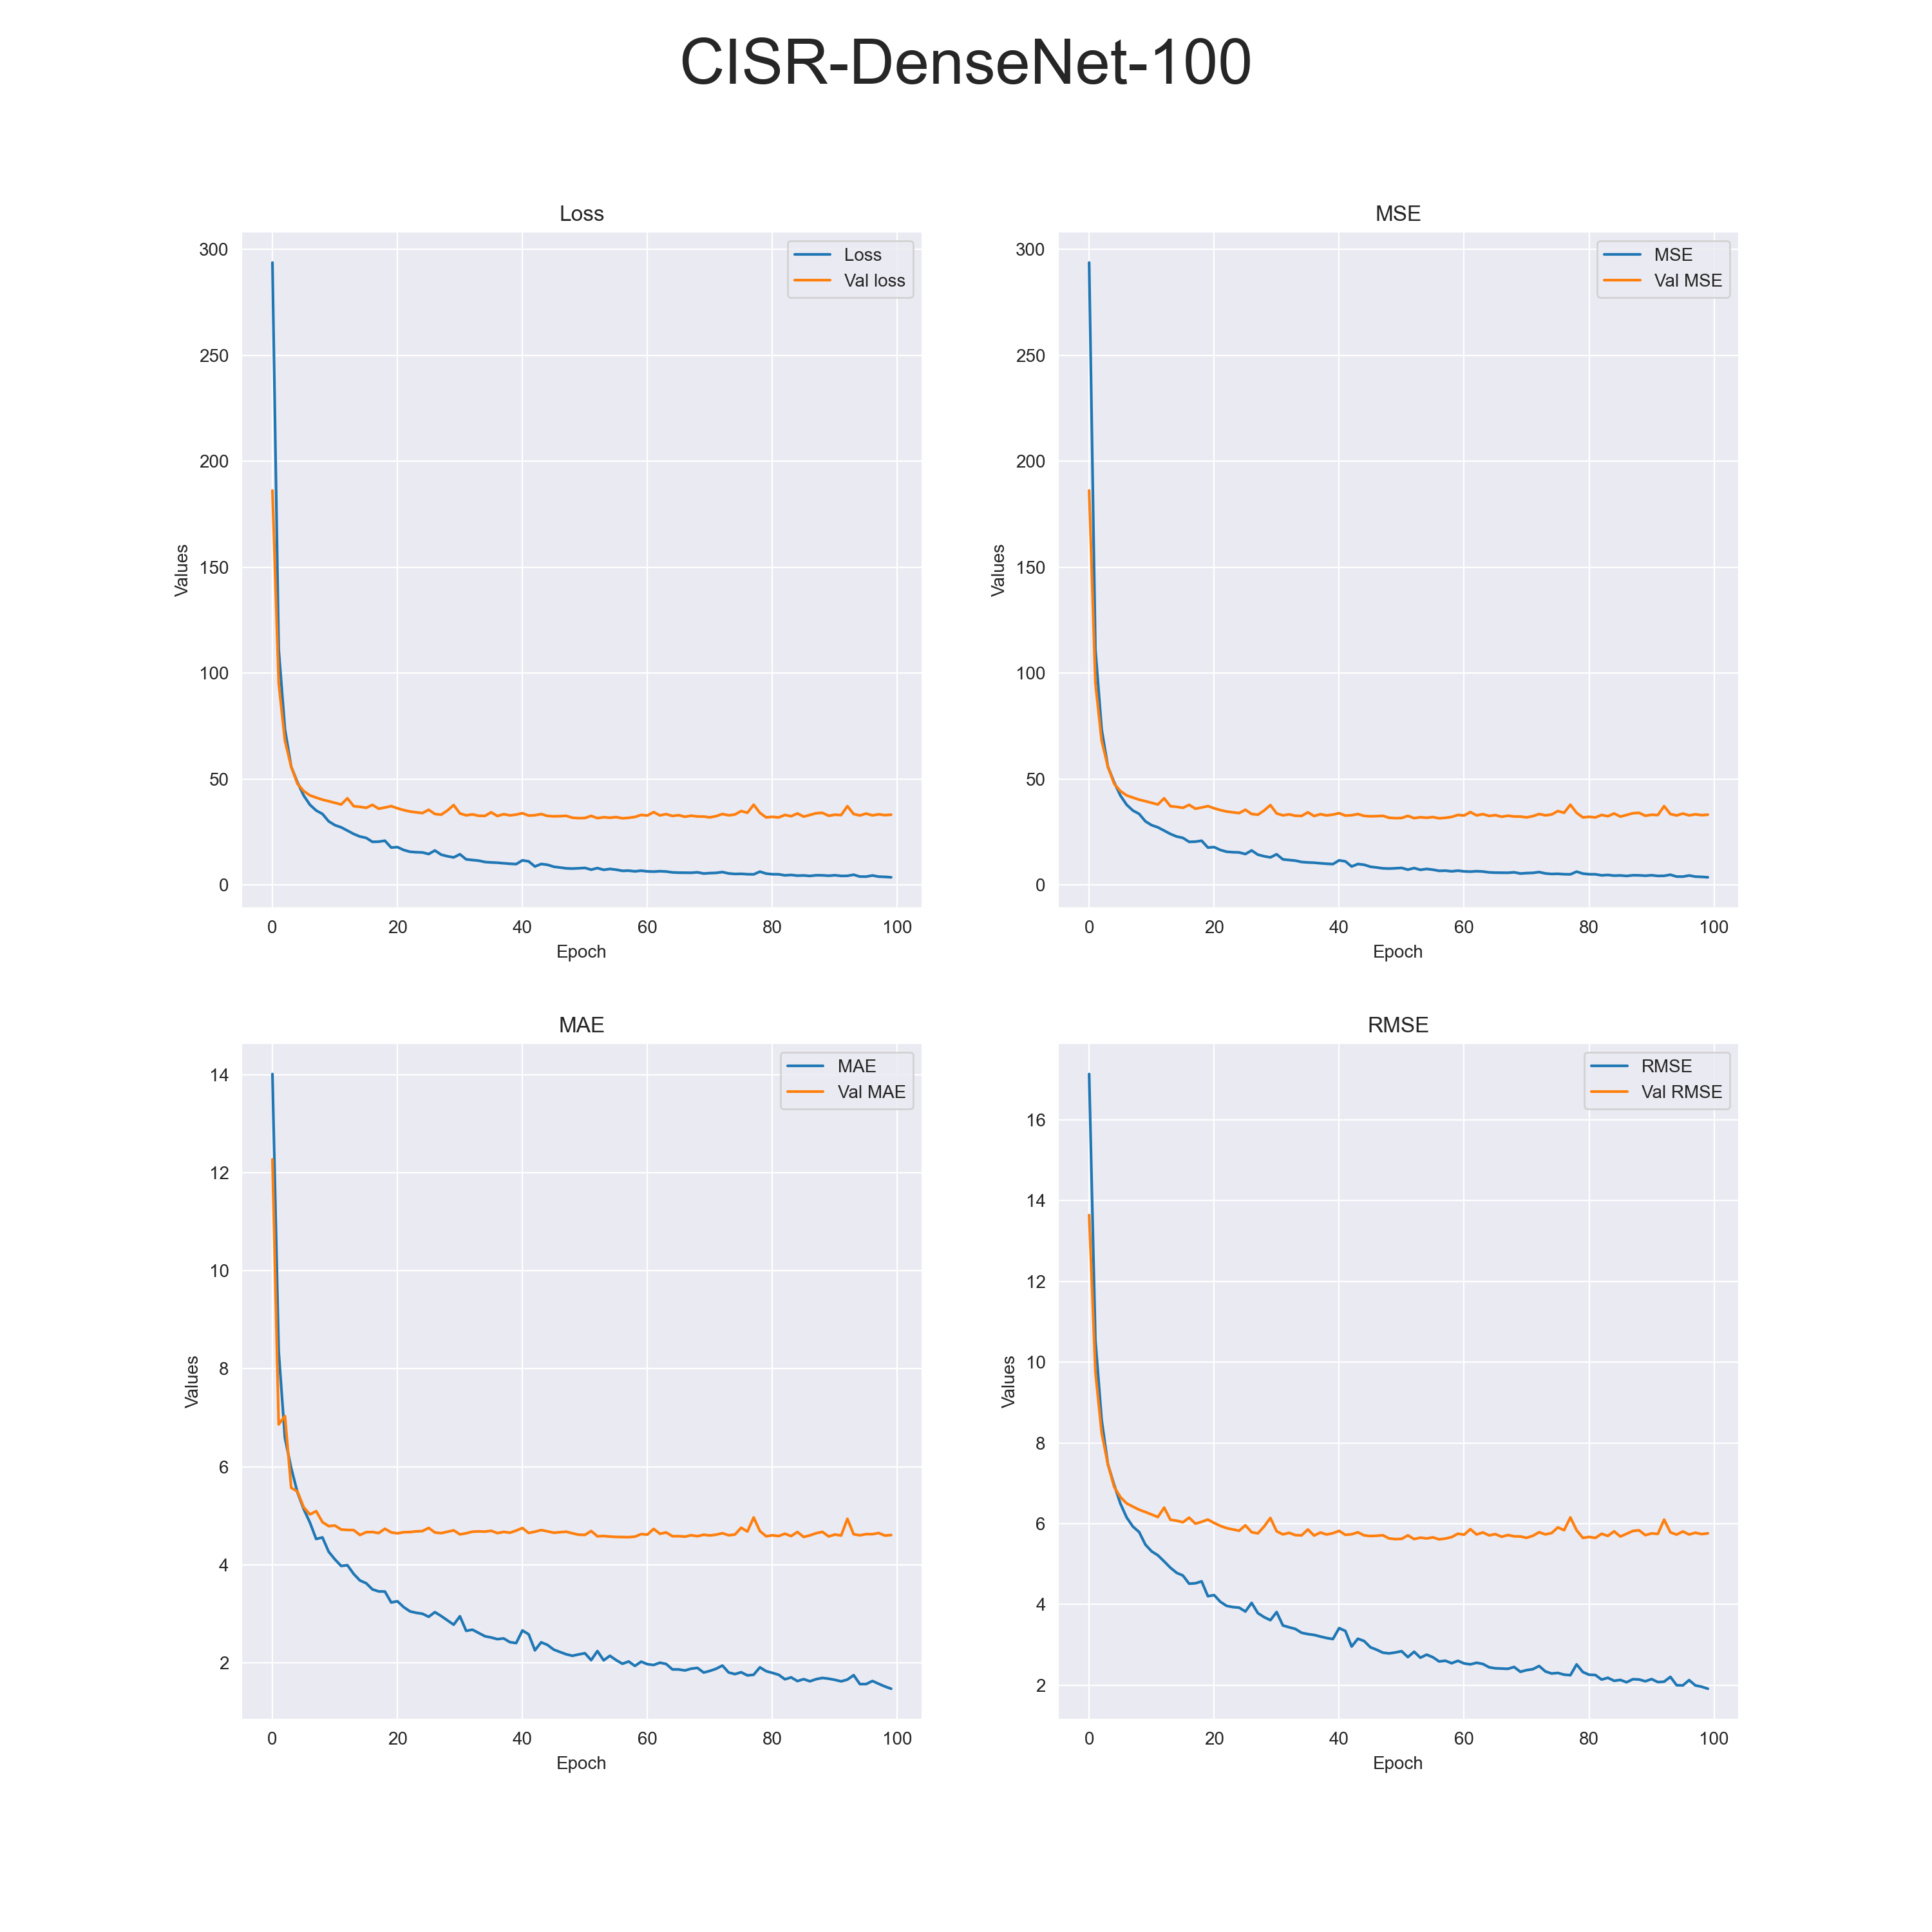 CISR-DenseNet-100
Loss
300
250
200
150
100
50
0
Values
Loss
Val loss
0 20 40 60 80 100
Epoch
MSE
300
250
200
150
100
50
0
Values
MSE
Val MSE
0 20 40 60 80 100
Epoch
MAE
14
12
10
8
6
4
2
Values
MAE
Val MAE
0 20 40 60 80 100
Epoch
RMSE
16
14
12
10
8
6
4
2
Values
RMSE
Val RMSE
0 20 40 60 80 100
Epoch